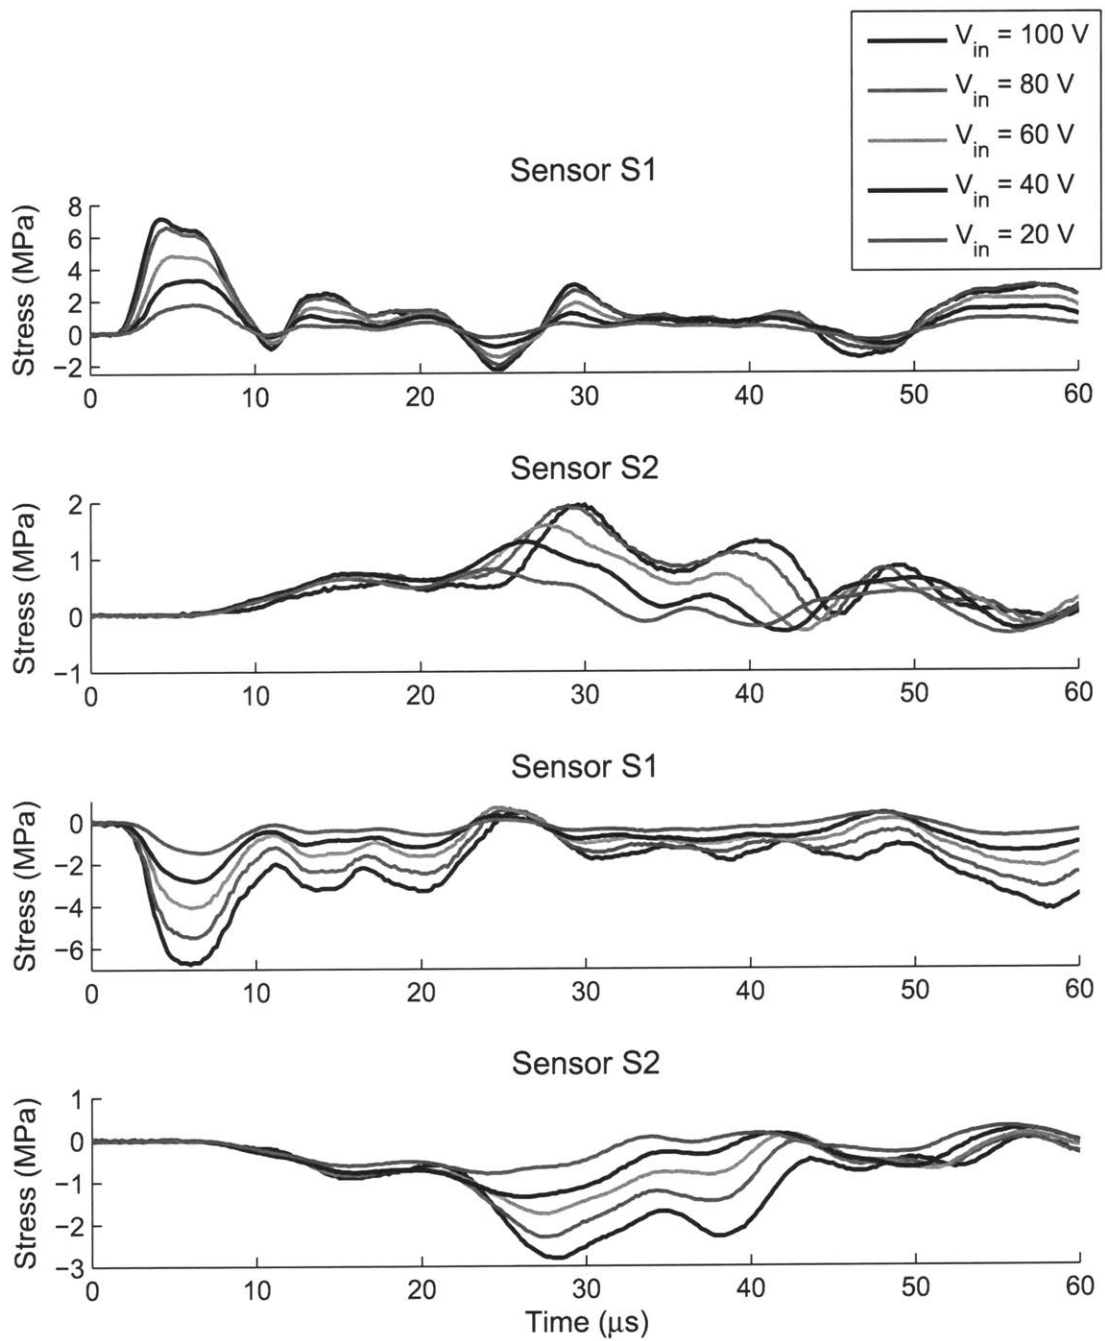 V_in = 100 V
V_in = 80 V
V_in = 60 V
V_in = 40 V
V_in = 20 V
Sensor S1
Stress (MPa)
8
6
4
2
0
−2
0 10 20 30 40 50 60
Sensor S2
Stress (MPa)
2
1
0
−1
0 10 20 30 40 50 60
Sensor S1
Stress (MPa)
0
−2
−4
−6
0 10 20 30 40 50 60
Sensor S2
Stress (MPa)
1
0
−1
−2
−3
0 10 20 30 40 50 60
Time (μs)